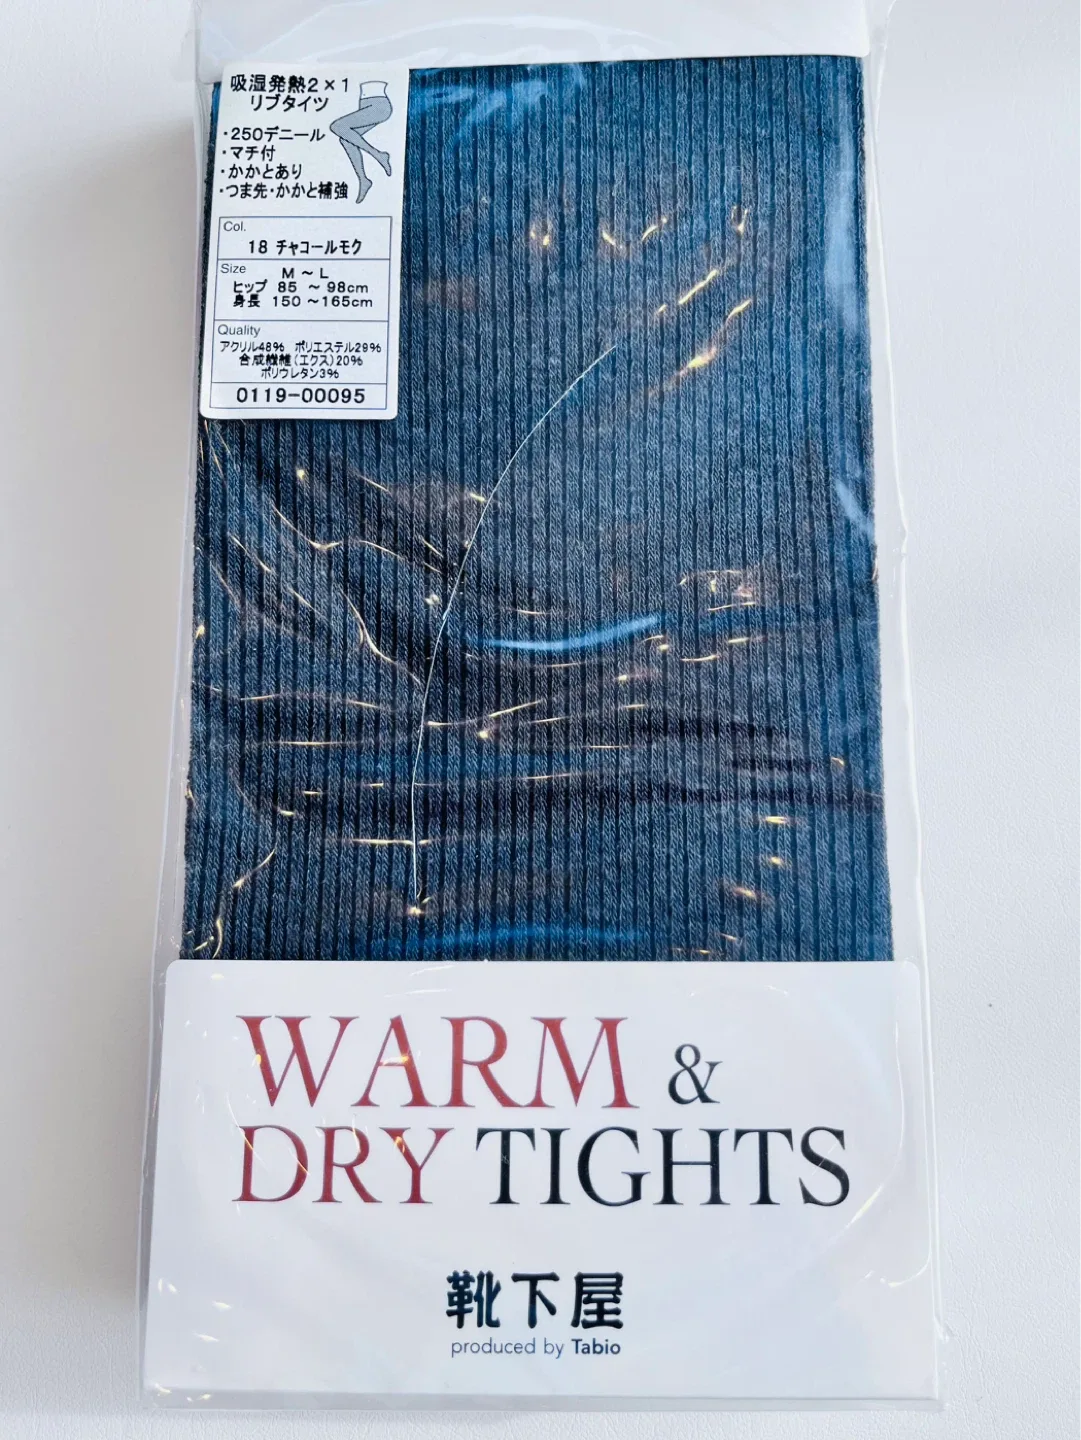 吸湿発熱2×1
リブタイツ
・250デニール
・マチ付
・かかとあり
・つま先・かかと補強
Col.
18 チャコールモク
Size
M ~ L
ヒップ 85 ~ 98cm
身長 150 ~165cm
Quality
アクリル48% ポリエステル29%
合成繊維(エクス)20%
ポリウレタン3%
0119-00095
WARM &
DRY TIGHTS
靴下屋
produced by Tabio